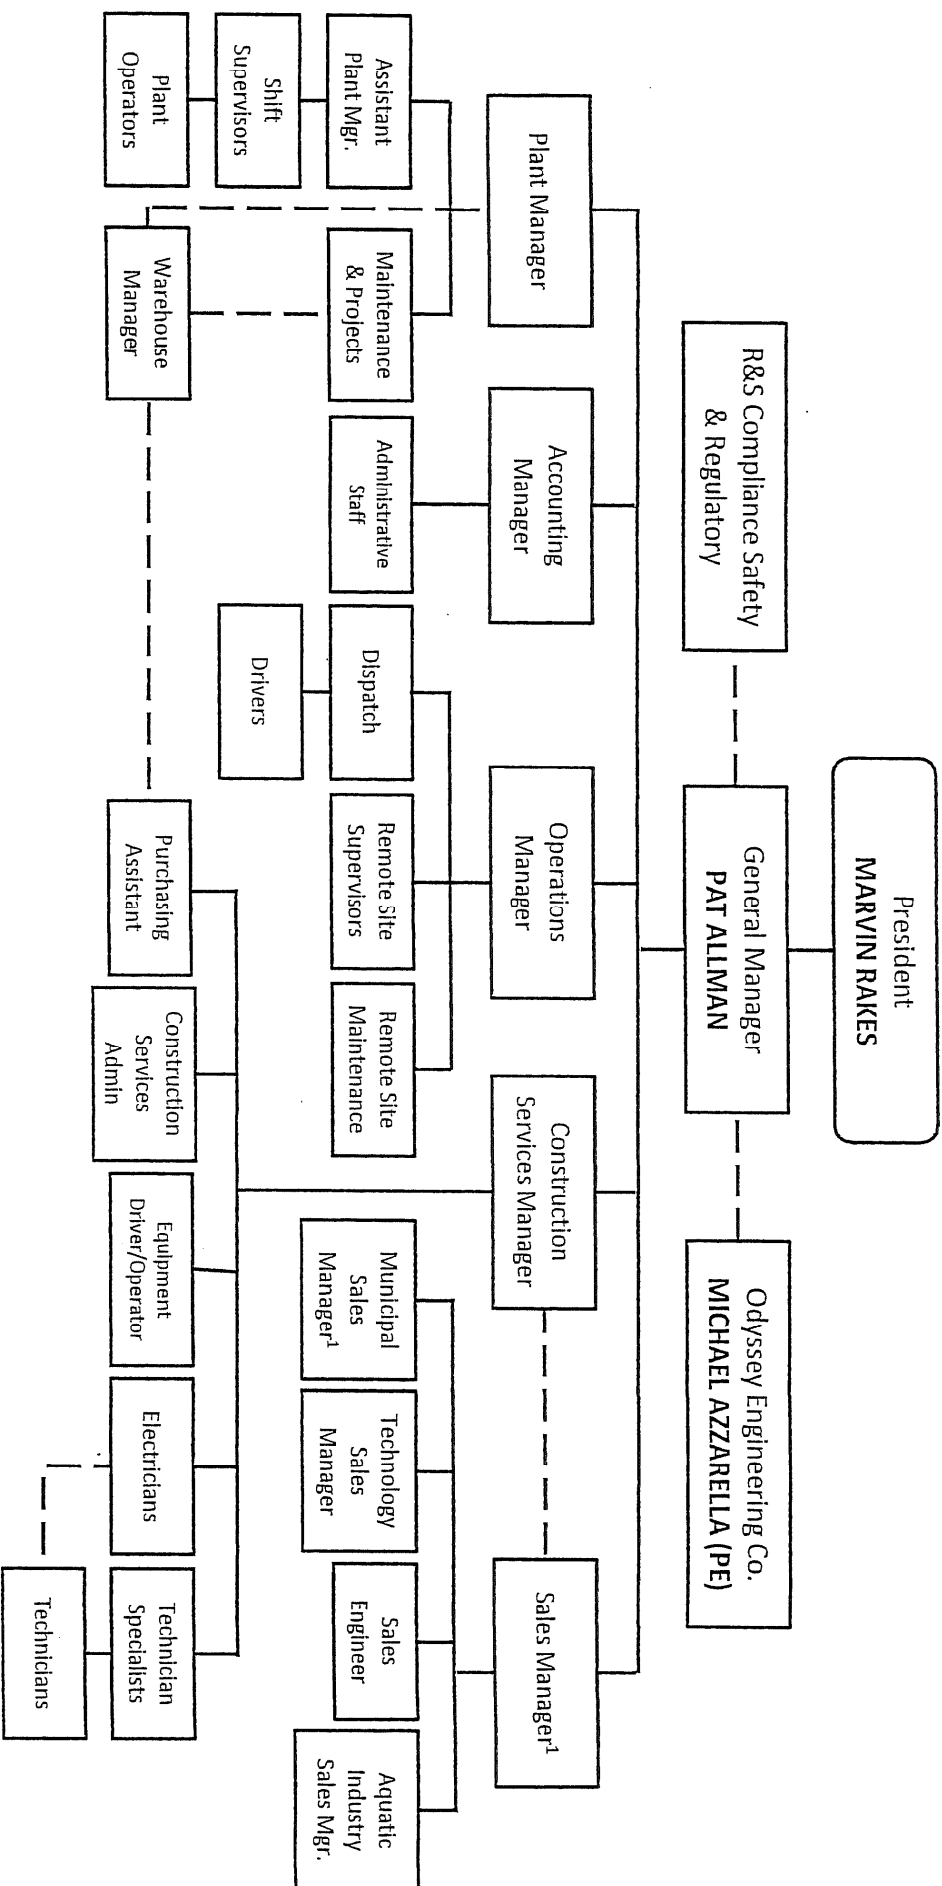 President
MARVIN RAKES
R&S Compliance Safety
& Regulatory
General Manager
PAT ALLMAN
Odyssey Engineering Co.
MICHAEL AZZARELLA (PE)
Plant Manager
Accounting
Manager
Operations
Manager
Construction
Services Manager
Sales Manager¹
Assistant
Plant Mgr.
Maintenance
& Projects
Administrative
Staff
Dispatch
Remote Site
Supervisors
Remote Site
Maintenance
Municipal
Sales
Manager¹
Technology
Sales
Manager
Sales
Engineer
Aquatic
Industry
Sales Mgr.
Shift
Supervisors
Drivers
Plant
Operators
Warehouse
Manager
Purchasing
Assistant
Construction
Services
Admin
Equipment
Driver/Operator
Electricians
Technician
Specialists
Technicians